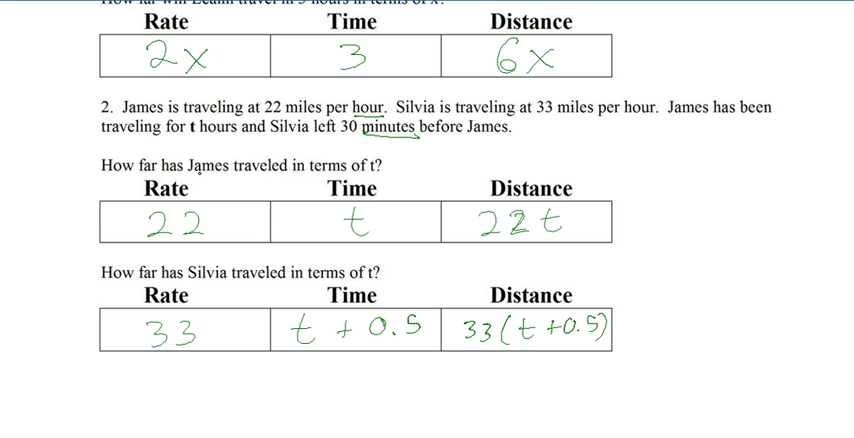 Rate Time Distance
2x 3 6x
2. James is traveling at 22 miles per hour. Silvia is traveling at 33 miles per hour. James has been
traveling for t hours and Silvia left 30 minutes before James.
How far has James traveled in terms of t?
Rate Time Distance
22 t 22t
How far has Silvia traveled in terms of t?
Rate Time Distance
33 t + 0.5 33(t +0.5)